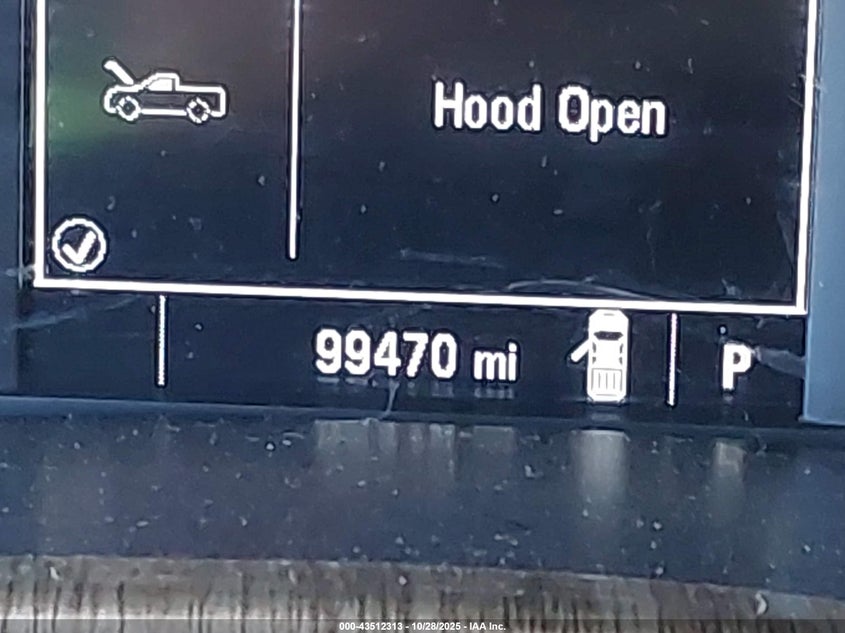 Hood Open
99470 mi
P
000-43512313 - 10/28/2025 - IAA Inc.